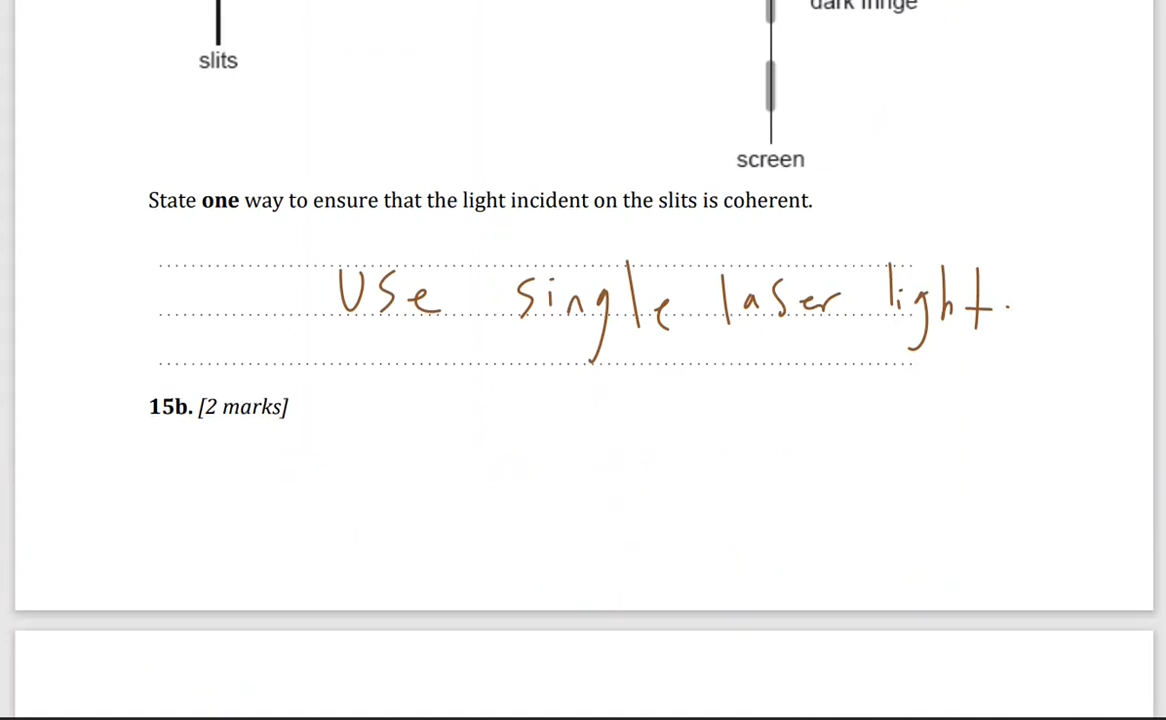 dark fringe
slits
screen
State one way to ensure that the light incident on the slits is coherent.
Use single laser light.
15b. [2 marks]